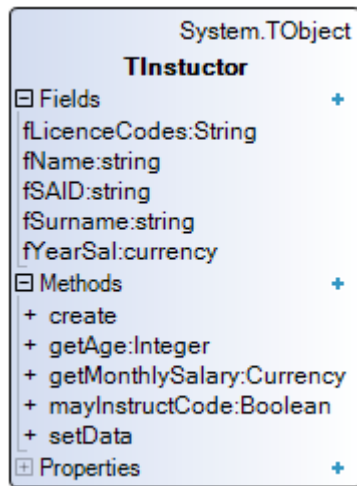 System.TObject
TInstuctor
Fields
fLicenceCodes:String
fName:string
fSAID:string
fSurname:string
fYearSal:currency
Methods
+ create
+ getAge:Integer
+ getMonthlySalary:Currency
+ mayInstructCode:Boolean
+ setData
Properties